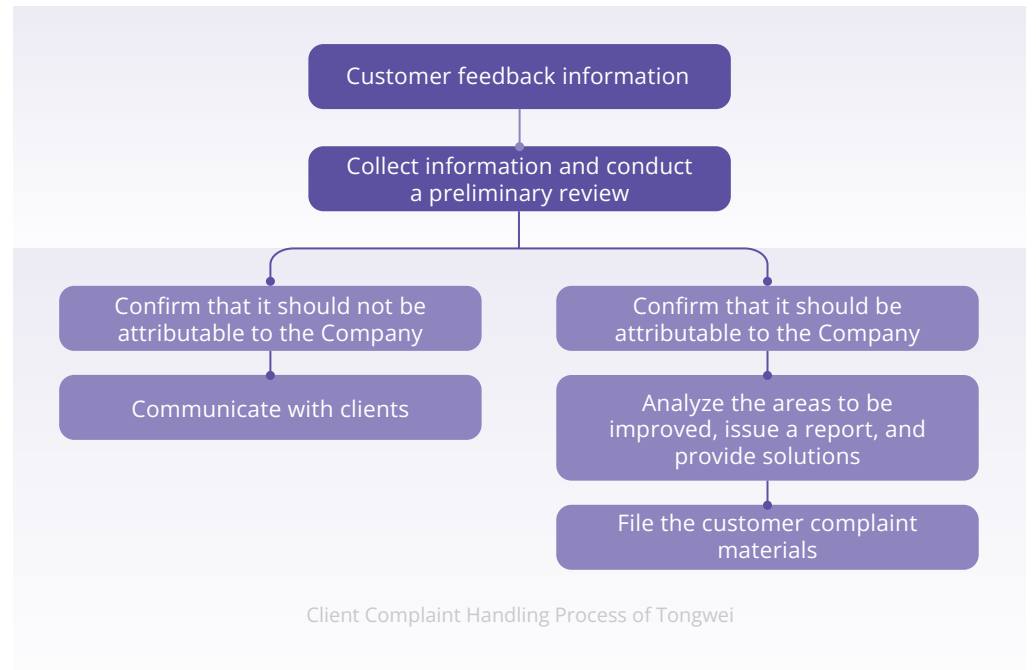 Customer feedback information
Collect information and conduct
a preliminary review
Confirm that it should not be
attributable to the Company
Communicate with clients
Confirm that it should be
attributable to the Company
Analyze the areas to be
improved, issue a report, and
provide solutions
File the customer complaint
materials
Client Complaint Handling Process of Tongwei